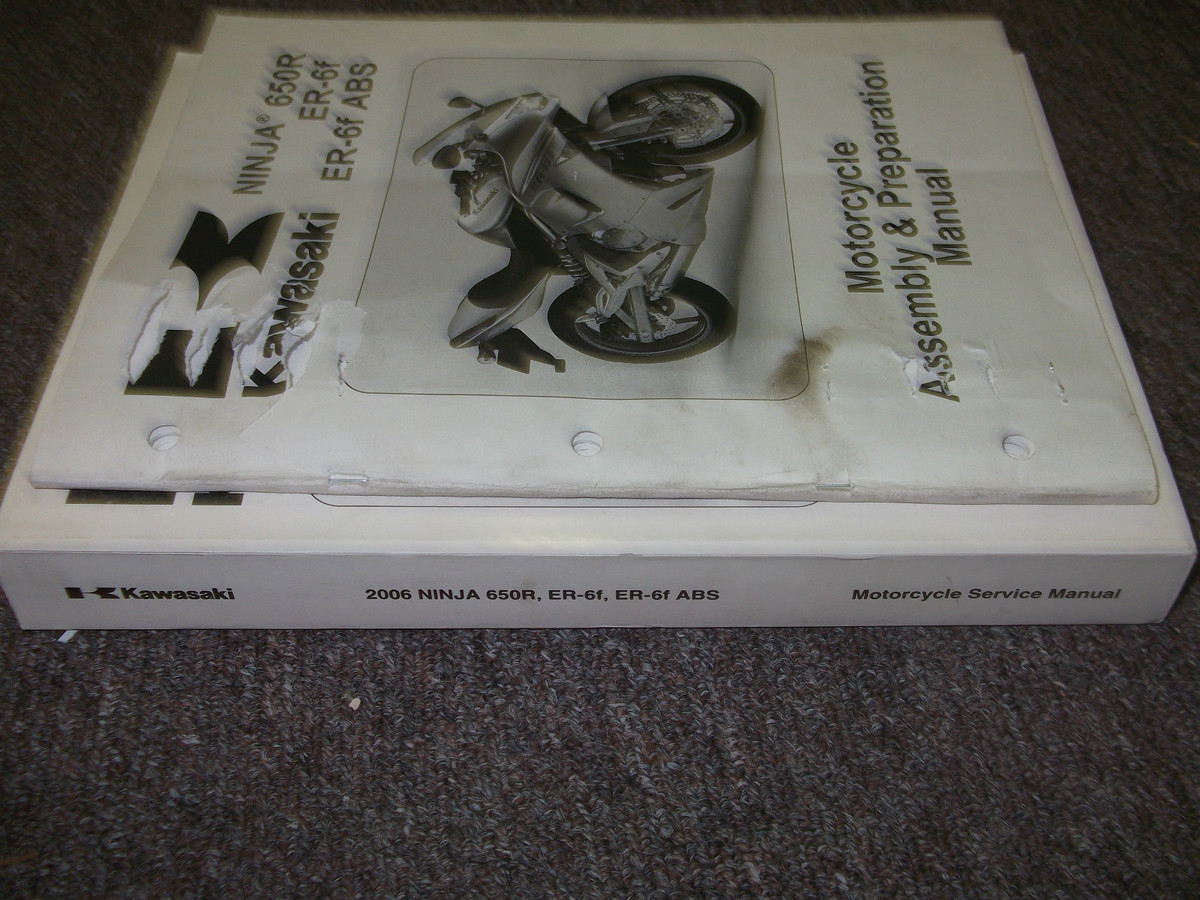 NINJA® 650R
ER-6f
ER-6f ABS
Kawasaki
Kawasaki
Motorcycle
Assembly & Preparation
Manual
Kawasaki
2006 NINJA 650R, ER-6f, ER-6f ABS
Motorcycle Service Manual